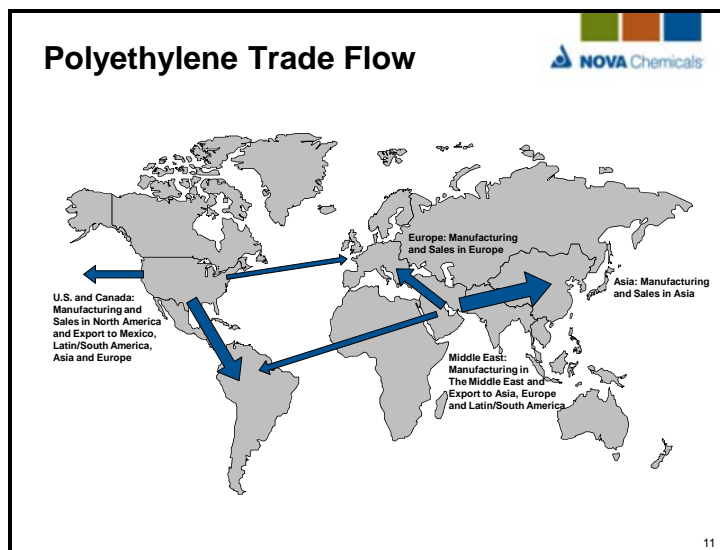 Polyethylene Trade Flow
NOVA Chemicals
Europe: Manufacturing
and Sales in Europe
U.S. and Canada:
Manufacturing and
Sales in North America
and Export to Mexico,
Latin/South America,
Asia and Europe
Asia: Manufacturing
and Sales in Asia
Middle East:
Manufacturing in
The Middle East and
Export to Asia, Europe
and Latin/South America
11